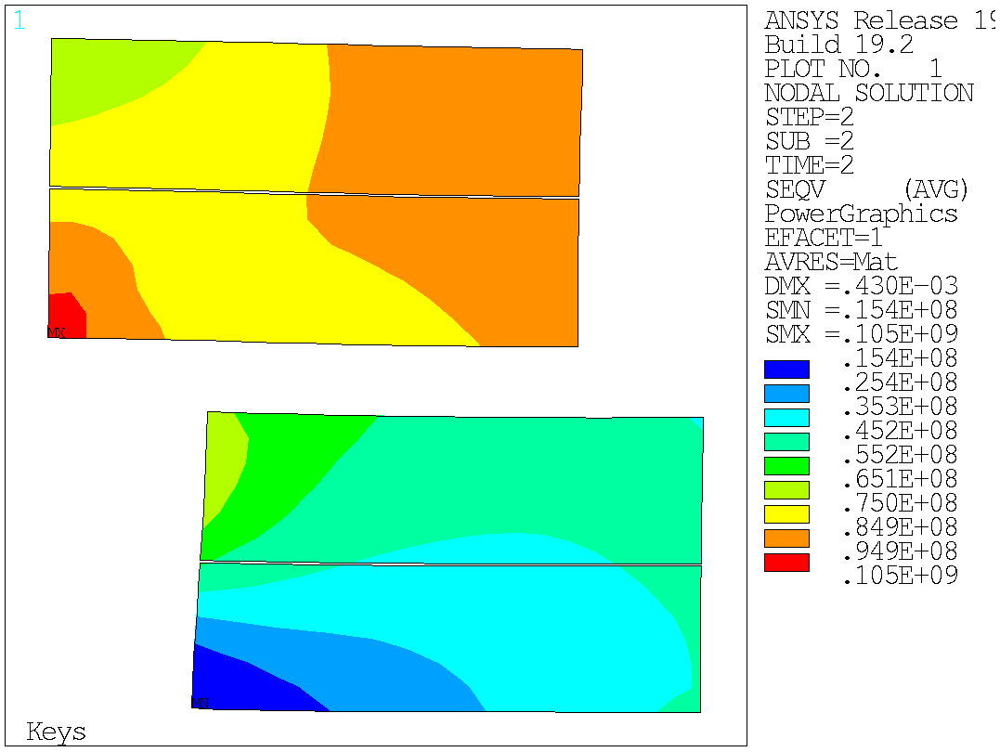 1
ANSYS Release 19
Build 19.2
PLOT NO. 1
NODAL SOLUTION
STEP=2
SUB =2
TIME=2
SEQV (AVG)
PowerGraphics
EFACET=1
AVRES=Mat
DMX =.430E-03
SMN =.154E+08
SMX =.105E+09
.154E+08
.254E+08
.353E+08
.452E+08
.552E+08
.651E+08
.750E+08
.849E+08
.949E+08
.105E+09
MX
MN
Keys